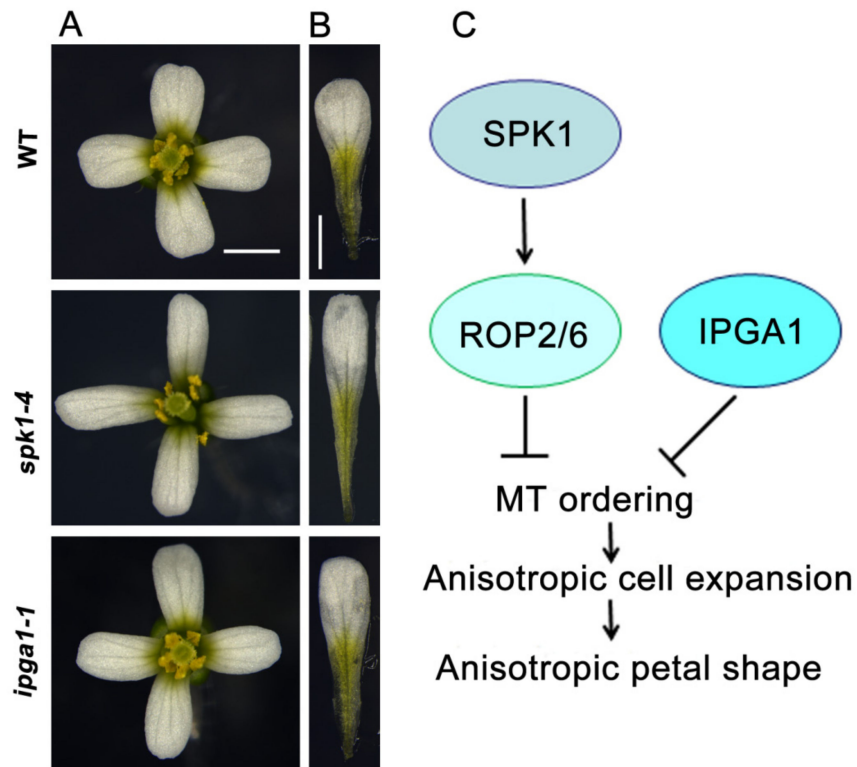 A
B
C
WT
spk1-4
ipga1-1
SPK1
ROP2/6
IPGA1
MT ordering
Anisotropic cell expansion
Anisotropic petal shape